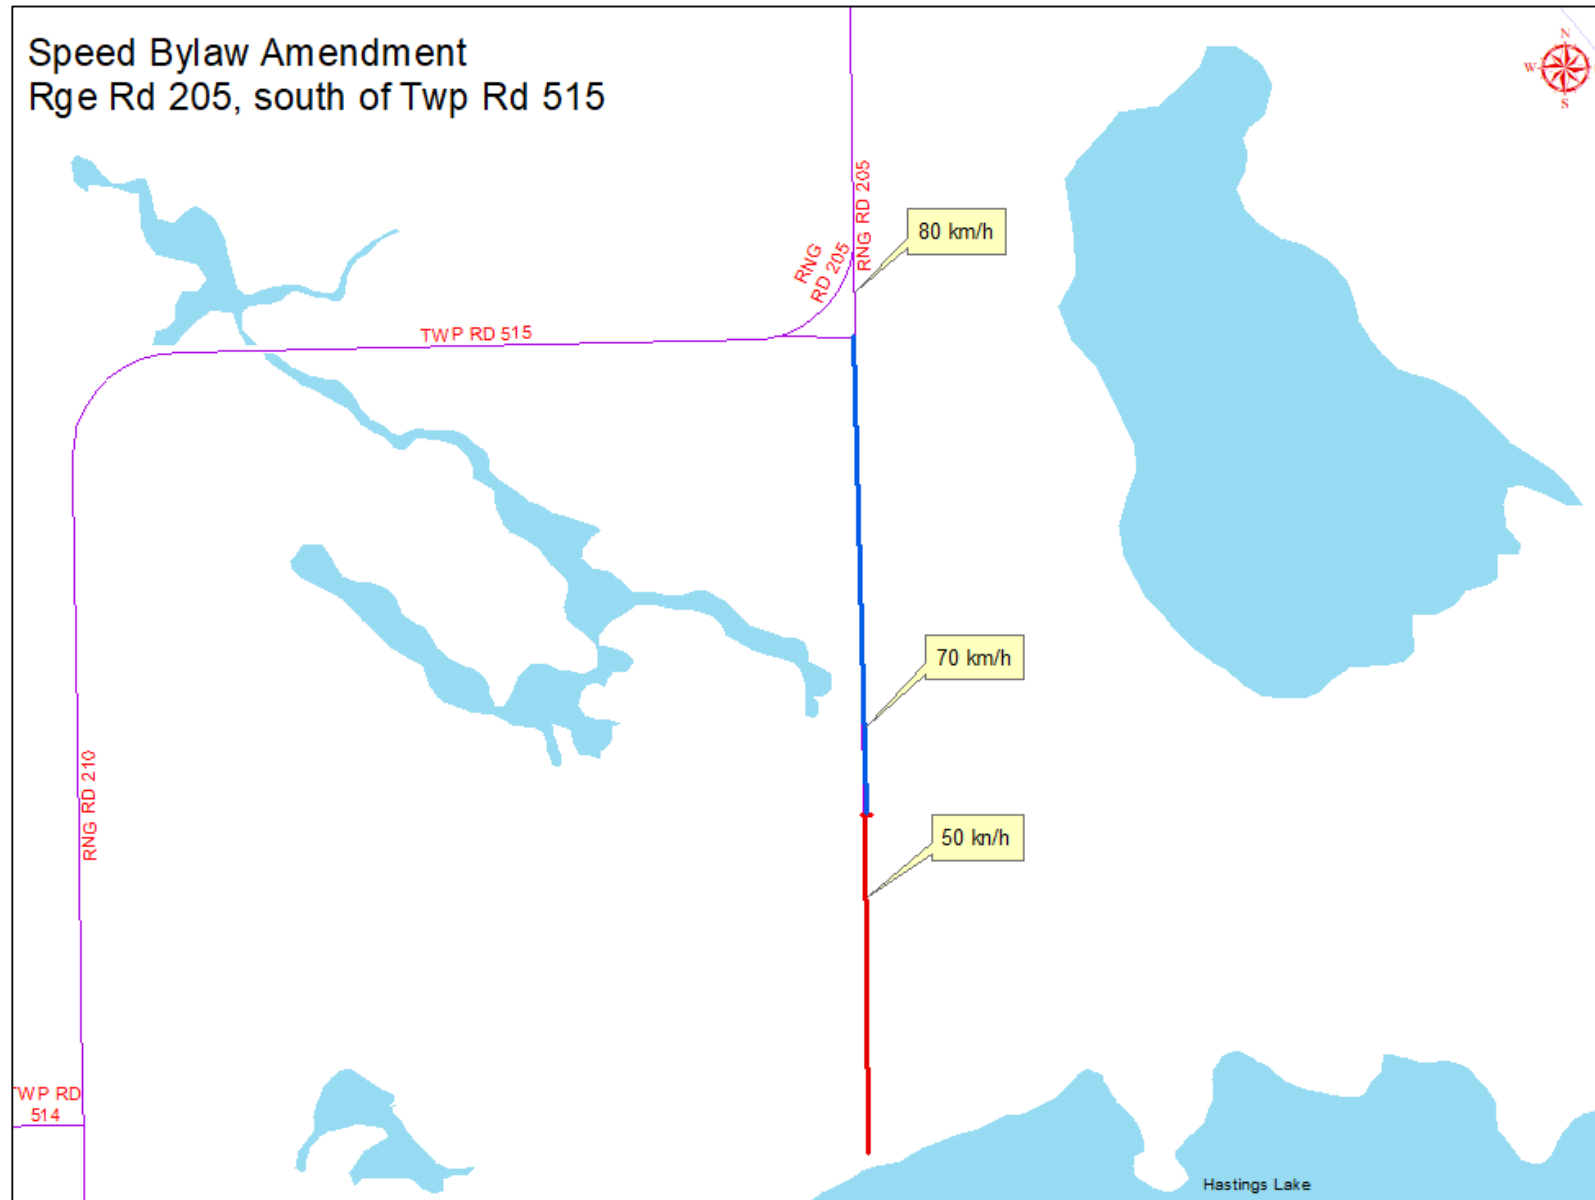 Speed Bylaw Amendment
Rge Rd 205, south of Twp Rd 515
N
W
S
RNG RD 205
80 km/h
RNG
RD 205
TWP RD 515
70 km/h
50 kn/h
RNG RD 210
TWP RD
514
Hastings Lake